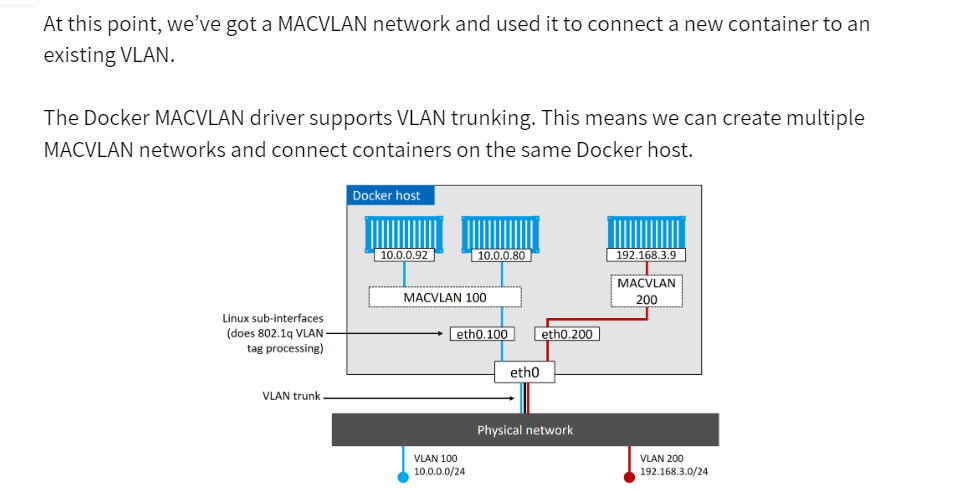 At this point, we’ve got a MACVLAN network and used it to connect a new container to an
existing VLAN.
The Docker MACVLAN driver supports VLAN trunking. This means we can create multiple
MACVLAN networks and connect containers on the same Docker host.
Docker host
10.0.0.92
10.0.0.80
192.168.3.9
MACVLAN 100
MACVLAN
200
Linux sub-interfaces
(does 802.1q VLAN
tag processing)
eth0.100
eth0.200
eth0
VLAN trunk
Physical network
VLAN 100
10.0.0.0/24
VLAN 200
192.168.3.0/24